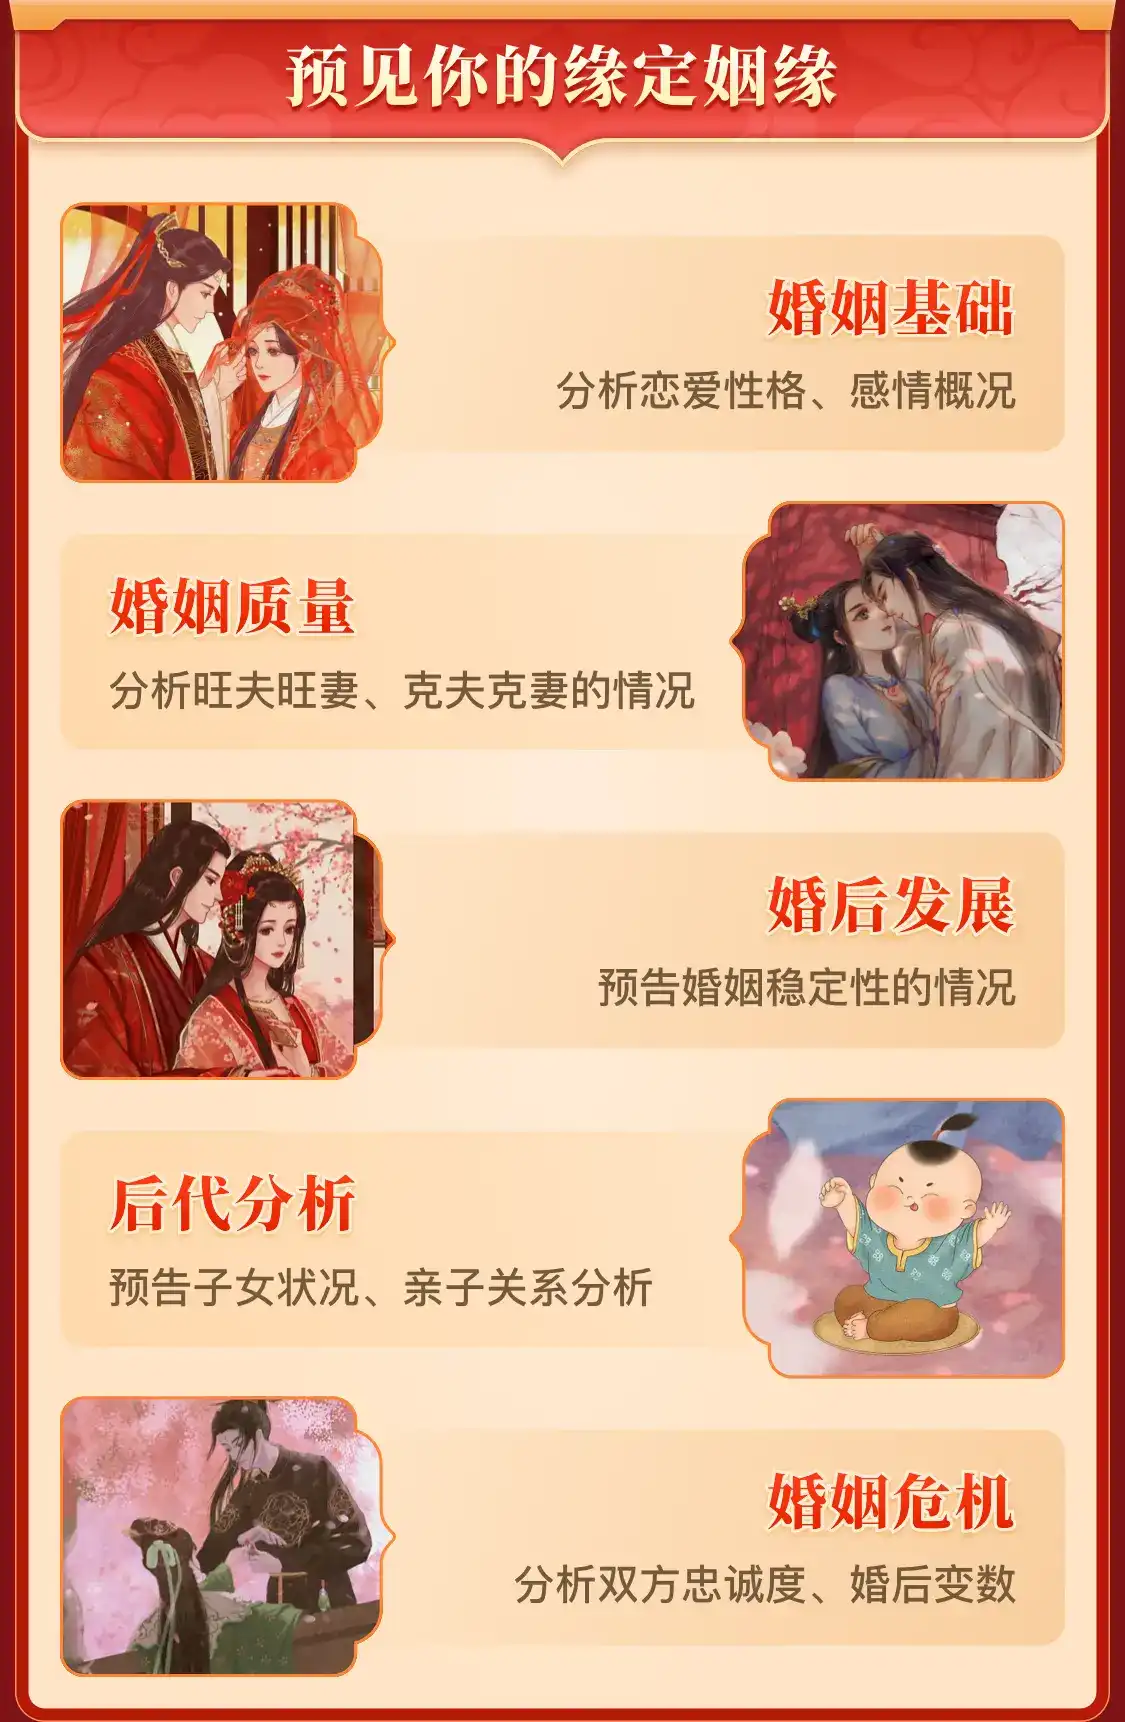 预见你的缘定姻缘
婚姻基础
分析恋爱性格、感情概况
婚姻质量
分析旺夫旺妻、克夫克妻的情况
婚后发展
预告婚姻稳定性的情况
后代分析
预告子女状况、亲子关系分析
婚姻危机
分析双方忠诚度、婚后变数